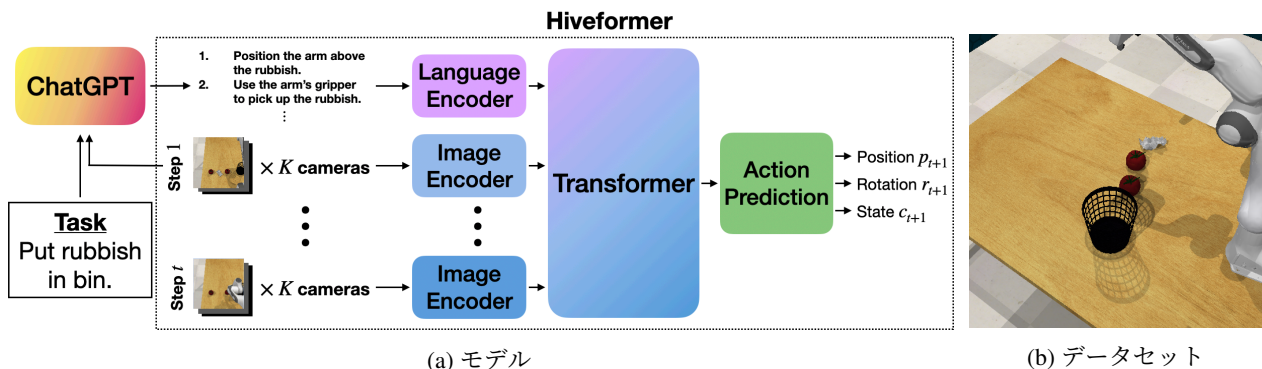 Hiveformer
ChatGPT
1. Position the arm above
the rubbish.
2. Use the arm's gripper
to pick up the rubbish.
⋮
Language
Encoder
Step 1
× K cameras
Image
Encoder
Transformer
Action
Prediction
Position p_{t+1}
Rotation r_{t+1}
State c_{t+1}
Task
Put rubbish
in bin.
Step t
× K cameras
Image
Encoder
(a) モデル
(b) データセット